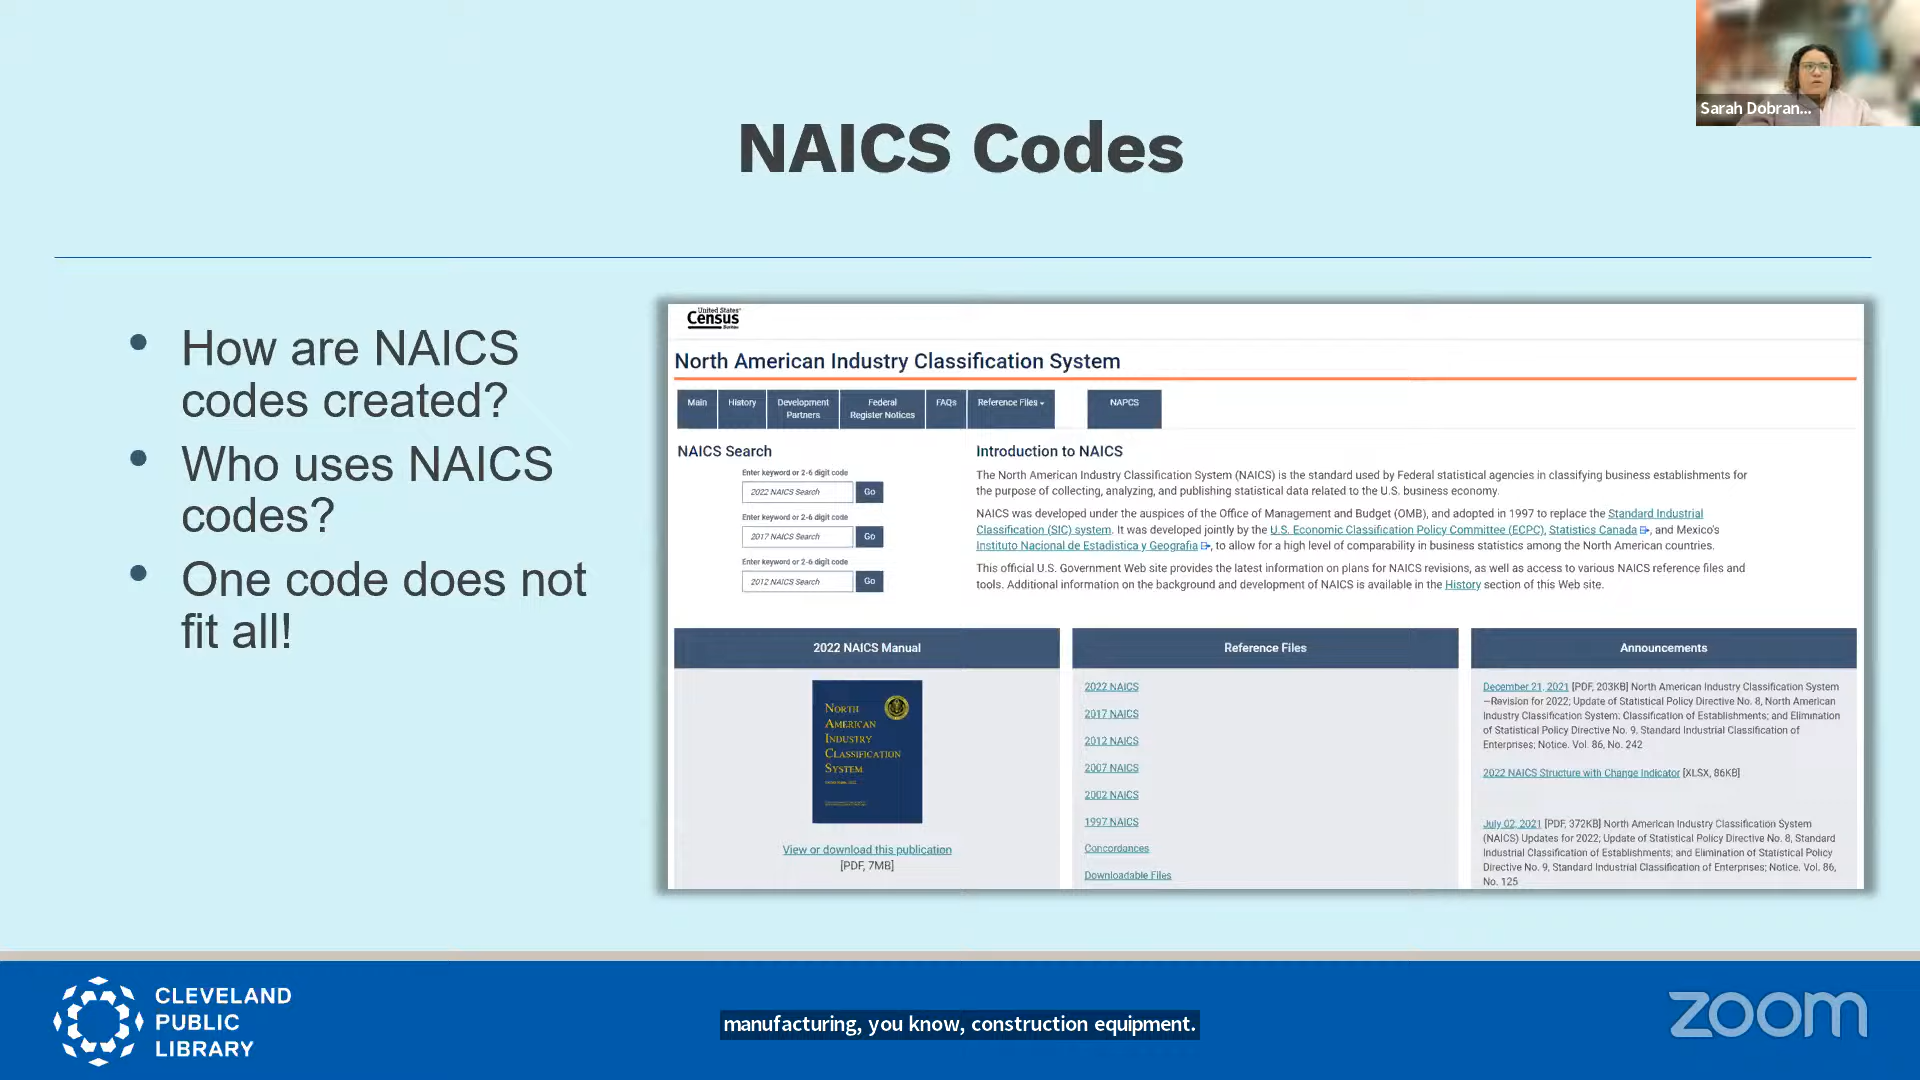 Sarah Dobran...
NAICS Codes
• How are NAICS
codes created?
• Who uses NAICS
codes?
• One code does not
fit all!
United States®
Census
Bureau
North American Industry Classification System
Main
History
Development
Partners
Federal
Register Notices
FAQs
Reference Files
NAPCS
NAICS Search
Enter keyword or 2-6 digit code
2022 NAICS Search
Go
Enter keyword or 2-6 digit code
2017 NAICS Search
Go
Enter keyword or 2-6 digit code
2012 NAICS Search
Go
Introduction to NAICS
The North American Industry Classification System (NAICS) is the standard used by Federal statistical agencies in classifying business establishments for
the purpose of collecting, analyzing, and publishing statistical data related to the U.S. business economy.
NAICS was developed under the auspices of the Office of Management and Budget (OMB), and adopted in 1997 to replace the Standard Industrial
Classification (SIC) system. It was developed jointly by the U.S. Economic Classification Policy Committee (ECPC), Statistics Canada, and Mexico's
Instituto Nacional de Estadistica y Geografia, to allow for a high level of comparability in business statistics among the North American countries.
This official U.S. Government Web site provides the latest information on plans for NAICS revisions, as well as access to various NAICS reference files and
tools. Additional information on the background and development of NAICS is available in the History section of this Web site.
2022 NAICS Manual
NORTH
AMERICAN
INDUSTRY
CLASSIFICATION
SYSTEM
View or download this publication
[PDF, 7MB]
Reference Files
2022 NAICS
2017 NAICS
2012 NAICS
2007 NAICS
2002 NAICS
1997 NAICS
Concordances
Downloadable Files
Announcements
December 21, 2021 [PDF, 203KB] North American Industry Classification System
—Revision for 2022; Update of Statistical Policy Directive No. 8, North American
Industry Classification System: Classification of Establishments; and Elimination
of Statistical Policy Directive No. 9, Standard Industrial Classification of
Enterprises; Notice. Vol. 86, No. 242
2022 NAICS Structure with Change Indicator [XLSX, 86KB]
July 02, 2021 [PDF, 372KB] North American Industry Classification System
(NAICS) Updates for 2022; Update of Statistical Policy Directive No. 8, Standard
Industrial Classification of Establishments; and Elimination of Statistical Policy
Directive No. 9, Standard Industrial Classification of Enterprises; Notice. Vol. 86,
No. 125
CLEVELAND
PUBLIC
LIBRARY
manufacturing, you know, construction equipment.
zoom